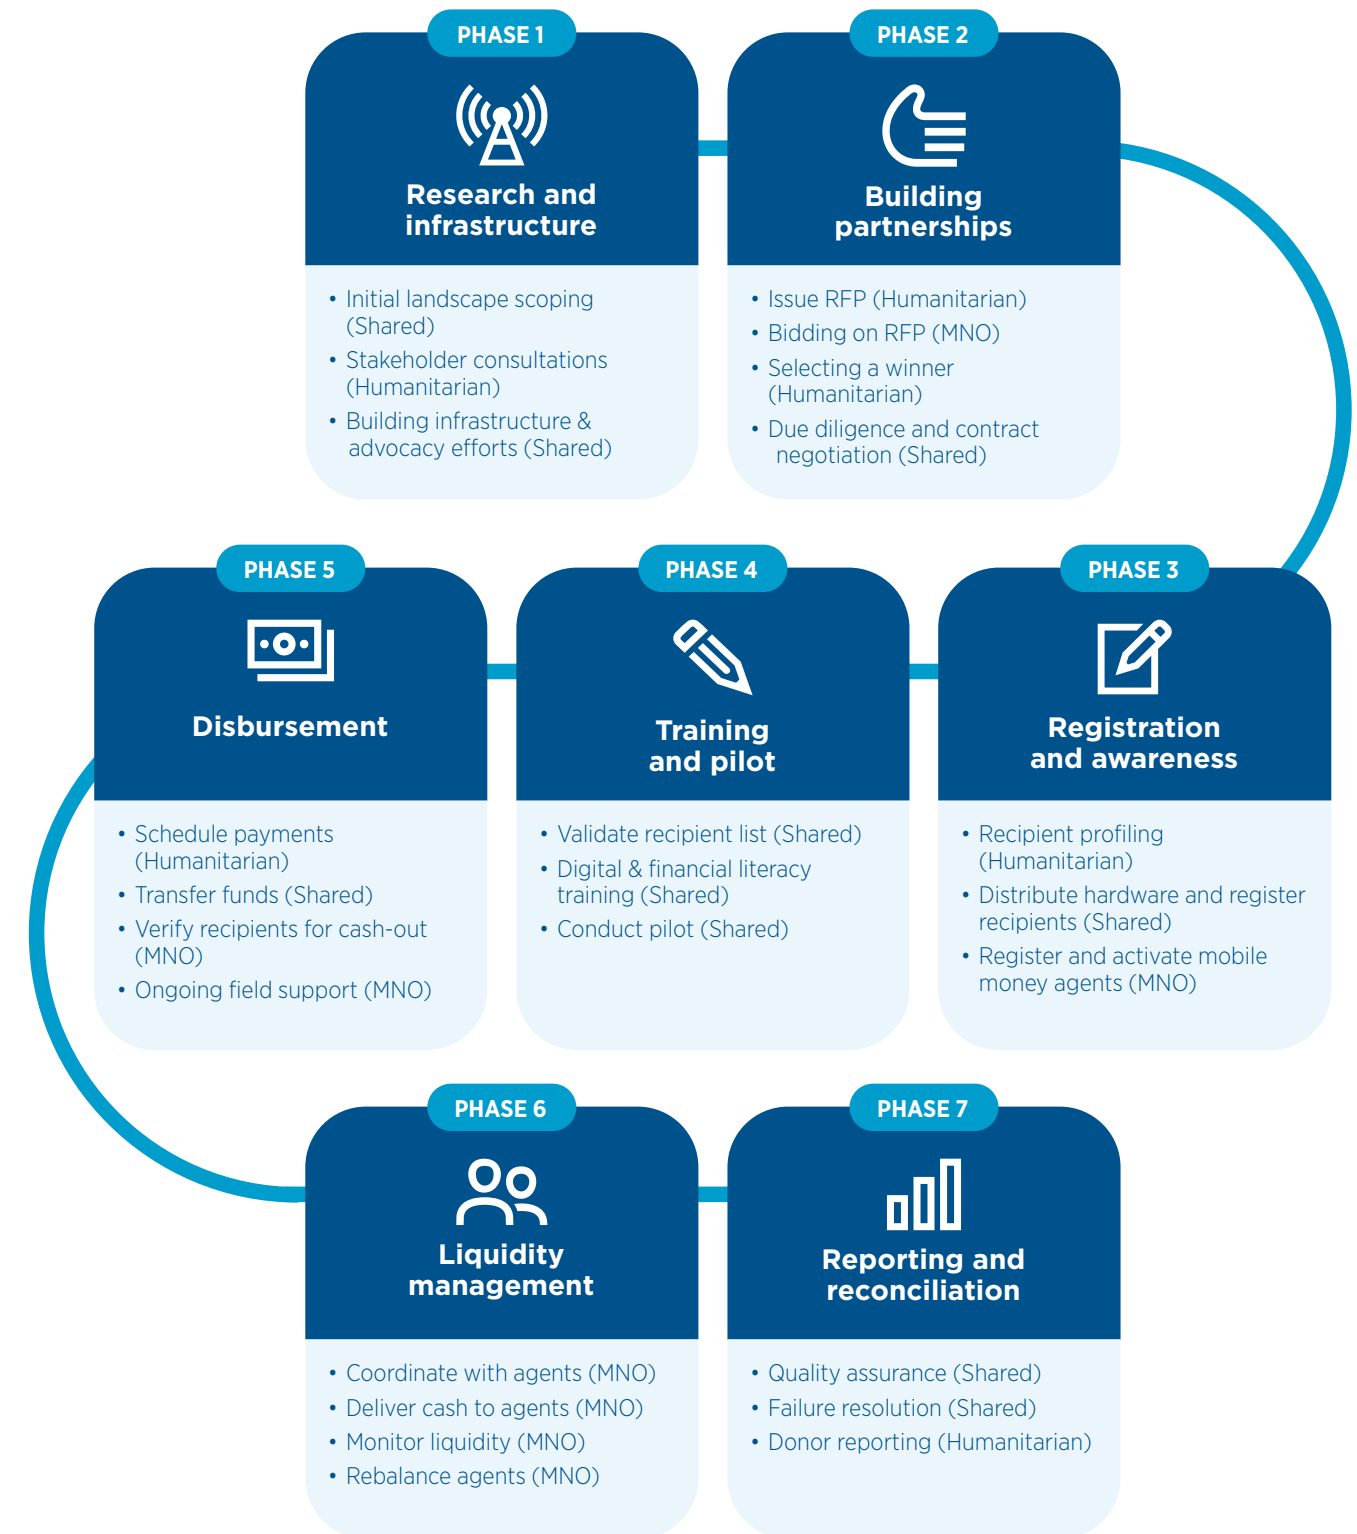 PHASE 1
Research and
infrastructure
• Initial landscape scoping
(Shared)
• Stakeholder consultations
(Humanitarian)
• Building infrastructure &
advocacy efforts (Shared)
PHASE 2
Building
partnerships
• Issue RFP (Humanitarian)
• Bidding on RFP (MNO)
• Selecting a winner
(Humanitarian)
• Due diligence and contract
negotiation (Shared)
PHASE 3
Registration
and awareness
• Recipient profiling
(Humanitarian)
• Distribute hardware and register
recipients (Shared)
• Register and activate mobile
money agents (MNO)
PHASE 4
Training
and pilot
• Validate recipient list (Shared)
• Digital & financial literacy
training (Shared)
• Conduct pilot (Shared)
PHASE 5
Disbursement
• Schedule payments
(Humanitarian)
• Transfer funds (Shared)
• Verify recipients for cash-out
(MNO)
• Ongoing field support (MNO)
PHASE 6
Liquidity
management
• Coordinate with agents (MNO)
• Deliver cash to agents (MNO)
• Monitor liquidity (MNO)
• Rebalance agents (MNO)
PHASE 7
Reporting and
reconciliation
• Quality assurance (Shared)
• Failure resolution (Shared)
• Donor reporting (Humanitarian)